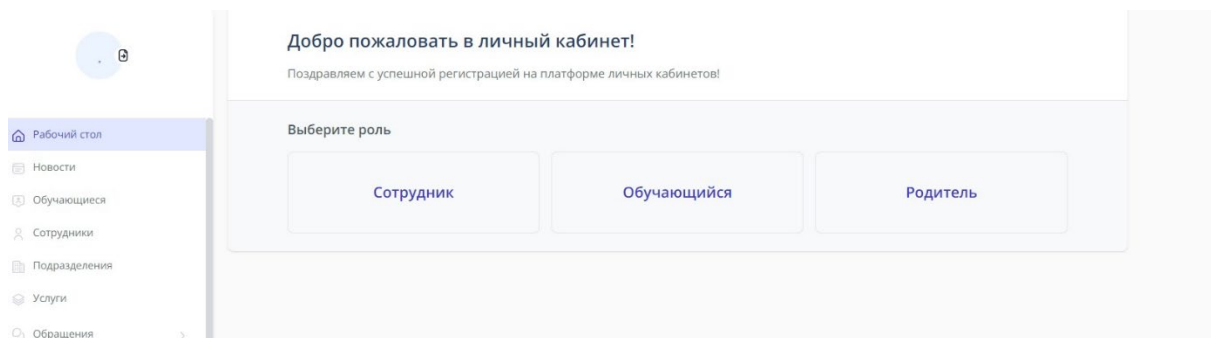 Добро пожаловать в личный кабинет!
Поздравляем с успешной регистрацией на платформе личных кабинетов!
Рабочий стол
Новости
Обучающиеся
Сотрудники
Подразделения
Услуги
Обращения
Выберите роль
Сотрудник
Обучающийся
Родитель